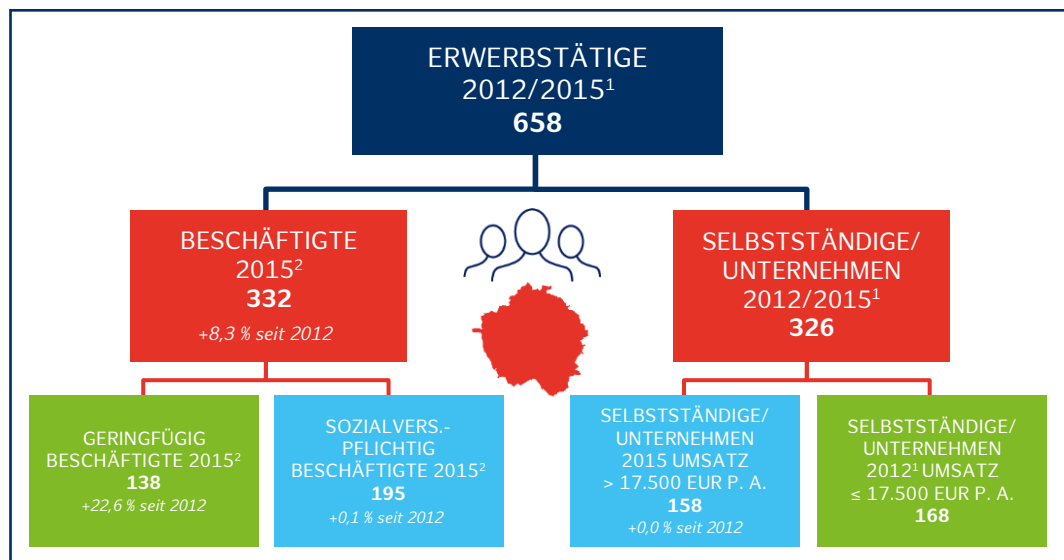 ERWERBSTÄTIGE
2012/2015¹
658
BESCHÄFTIGTE
2015²
332
+8,3 % seit 2012
SELBSTSTÄNDIGE/
UNTERNEHMEN
2012/2015¹
326
GERINGFÜGIG
BESCHÄFTIGTE 2015²
138
+22,6 % seit 2012
SOZIALVERS.-
PFLICHTIG
BESCHÄFTIGTE 2015²
195
+0,1 % seit 2012
SELBSTSTÄNDIGE/
UNTERNEHMEN
2015 UMSATZ
> 17.500 EUR P. A.
158
+0,0 % seit 2012
SELBSTSTÄNDIGE/
UNTERNEHMEN
2012¹ UMSATZ
≤ 17.500 EUR P. A.
168